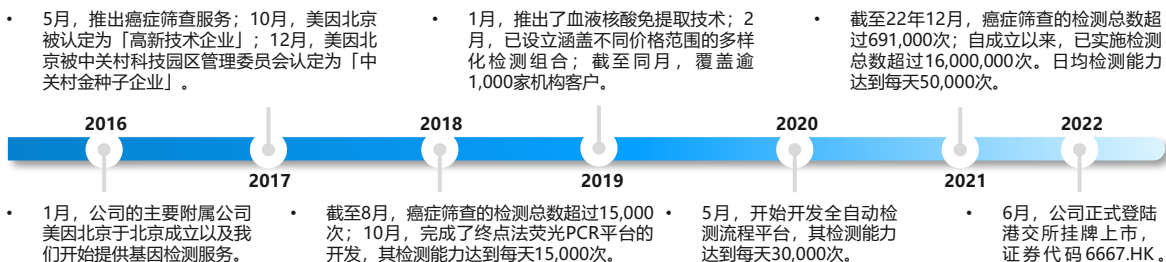 • 5月，推出癌症筛查服务；10月，美因北京
被认定为「高新技术企业」；12月，美因北
京被中关村科技园区管理委员会认定为「中
关村金种子企业」。
• 1月，推出了血液核酸免提取技术；2
月，已设立涵盖不同价格范围的多样
化检测组合；截至同月，覆盖逾
1,000家机构客户。
• 截至22年12月，癌症筛查的检测总数超
过691,000次；自成立以来，已实施检测
总数超过16,000,000次。日均检测能力
达到每天50,000次。
2016
2018
2020
2022
2017
2019
2021
• 1月，公司的主要附属公司
美因北京于北京成立以及我
们开始提供基因检测服务。
• 截至8月，癌症筛查的检测总数超过15,000
次；10月，完成了终点法荧光PCR平台的
开发，其检测能力达到每天15,000次。
• 5月，开始开发全自动检
测流程平台，其检测能力
达到每天30,000次。
• 6月，公司正式登陆
港交所挂牌上市，
证券代码6667.HK。